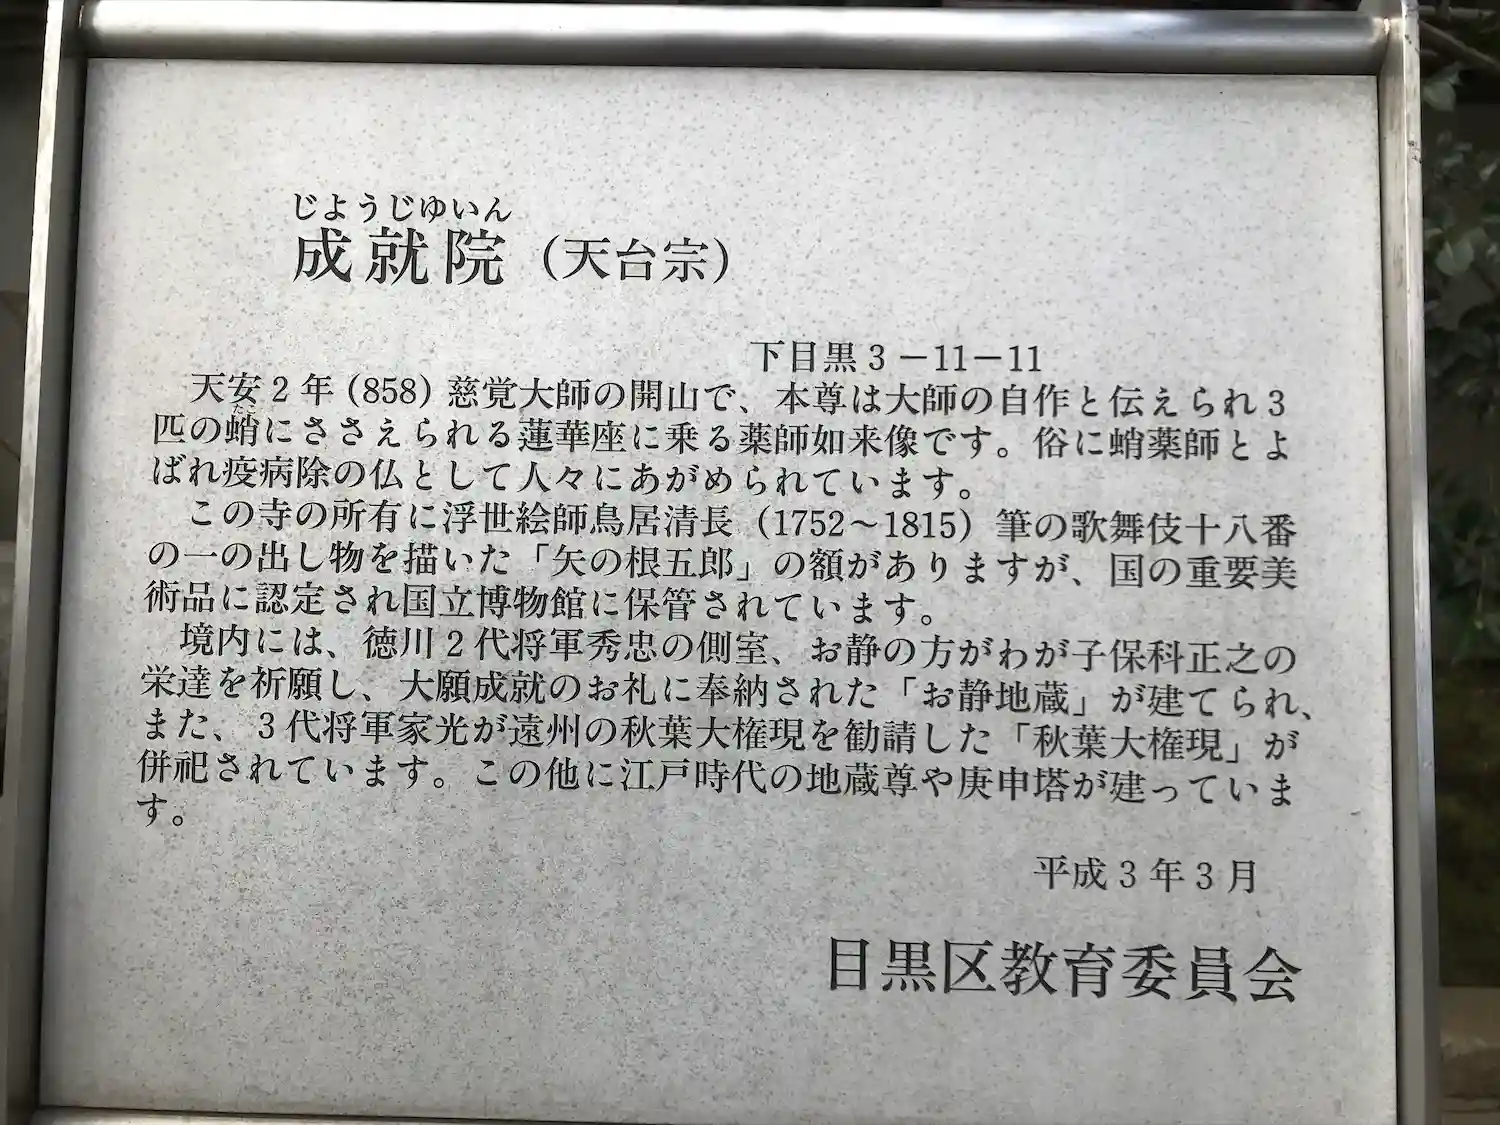 じようじゆいん
成就院（天台宗）
下目黒3－11－11
天安2年（858）慈覚大師の開山で、本尊は大師の自作と伝えられ3
たこ
匹の蛸にささえられる蓮華座に乗る薬師如来像です。俗に蛸薬師とよ
ばれ疫病除の仏として人々にあがめられています。
この寺の所有に浮世絵師鳥居清長（1752～1815）筆の歌舞伎十八番
の一の出し物を描いた「矢の根五郎」の額がありますが、国の重要美
術品に認定され国立博物館に保管されています。
境内には、徳川2代将軍秀忠の側室、お静の方がわが子保科正之の
栄達を祈願し、大願成就のお礼に奉納された「お静地蔵」が建てられ、
また、3代将軍家光が遠州の秋葉大権現を勧請した「秋葉大権現」が
併祀されています。この他に江戸時代の地蔵尊や庚申塔が建っていま
す。
平成3年3月
目黒区教育委員会